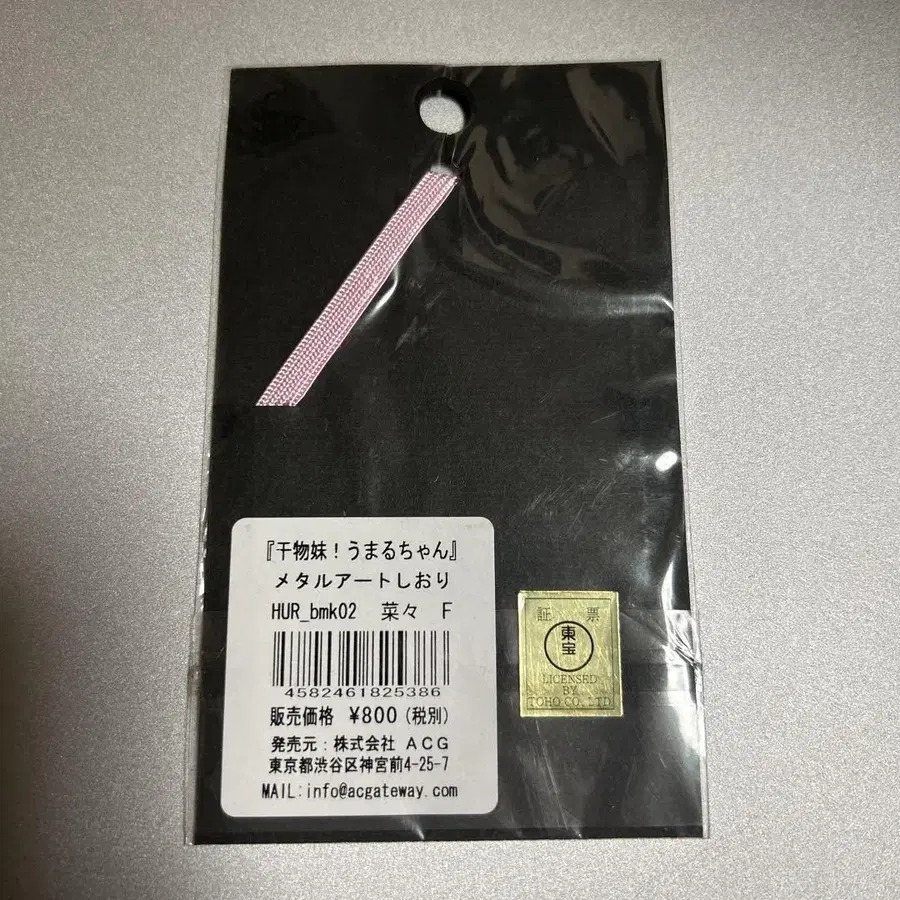 『干物妹！うまるちゃん』
メタルアートしおり
HUR_bmk02 菜々 F
4582461825386
販売価格 ¥800（税別）
発売元：株式会社 ACG
東京都渋谷区神宮前4-25-7
MAIL:info@acgateway.com
証 票
東宝
LICENSED
BY
TOHO CO., LTD